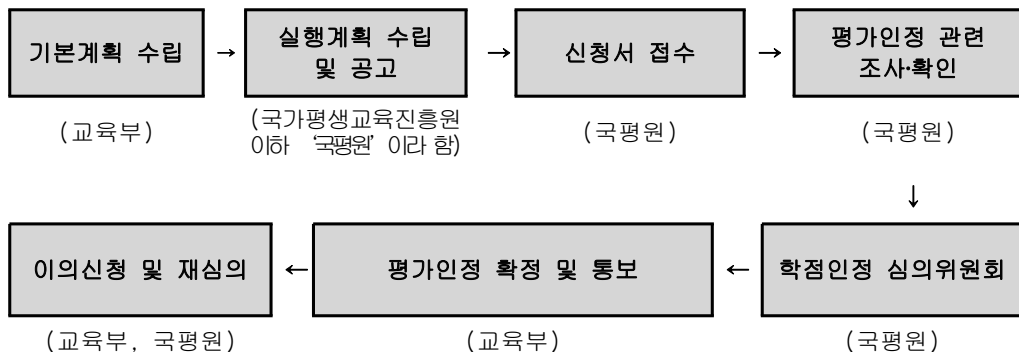 기본계획 수립
→
실행계획 수립
및 공고
→
신청서 접수
→
평가인정 관련
조사·확인
(교육부)
(국가평생교육진흥원
이하 ‘국평원’ 이라 함)
(국평원)
(국평원)
↓
이의신청 및 재심의
←
평가인정 확정 및 통보
←
학점인정 심의위원회
(교육부, 국평원)
(교육부)
(국평원)